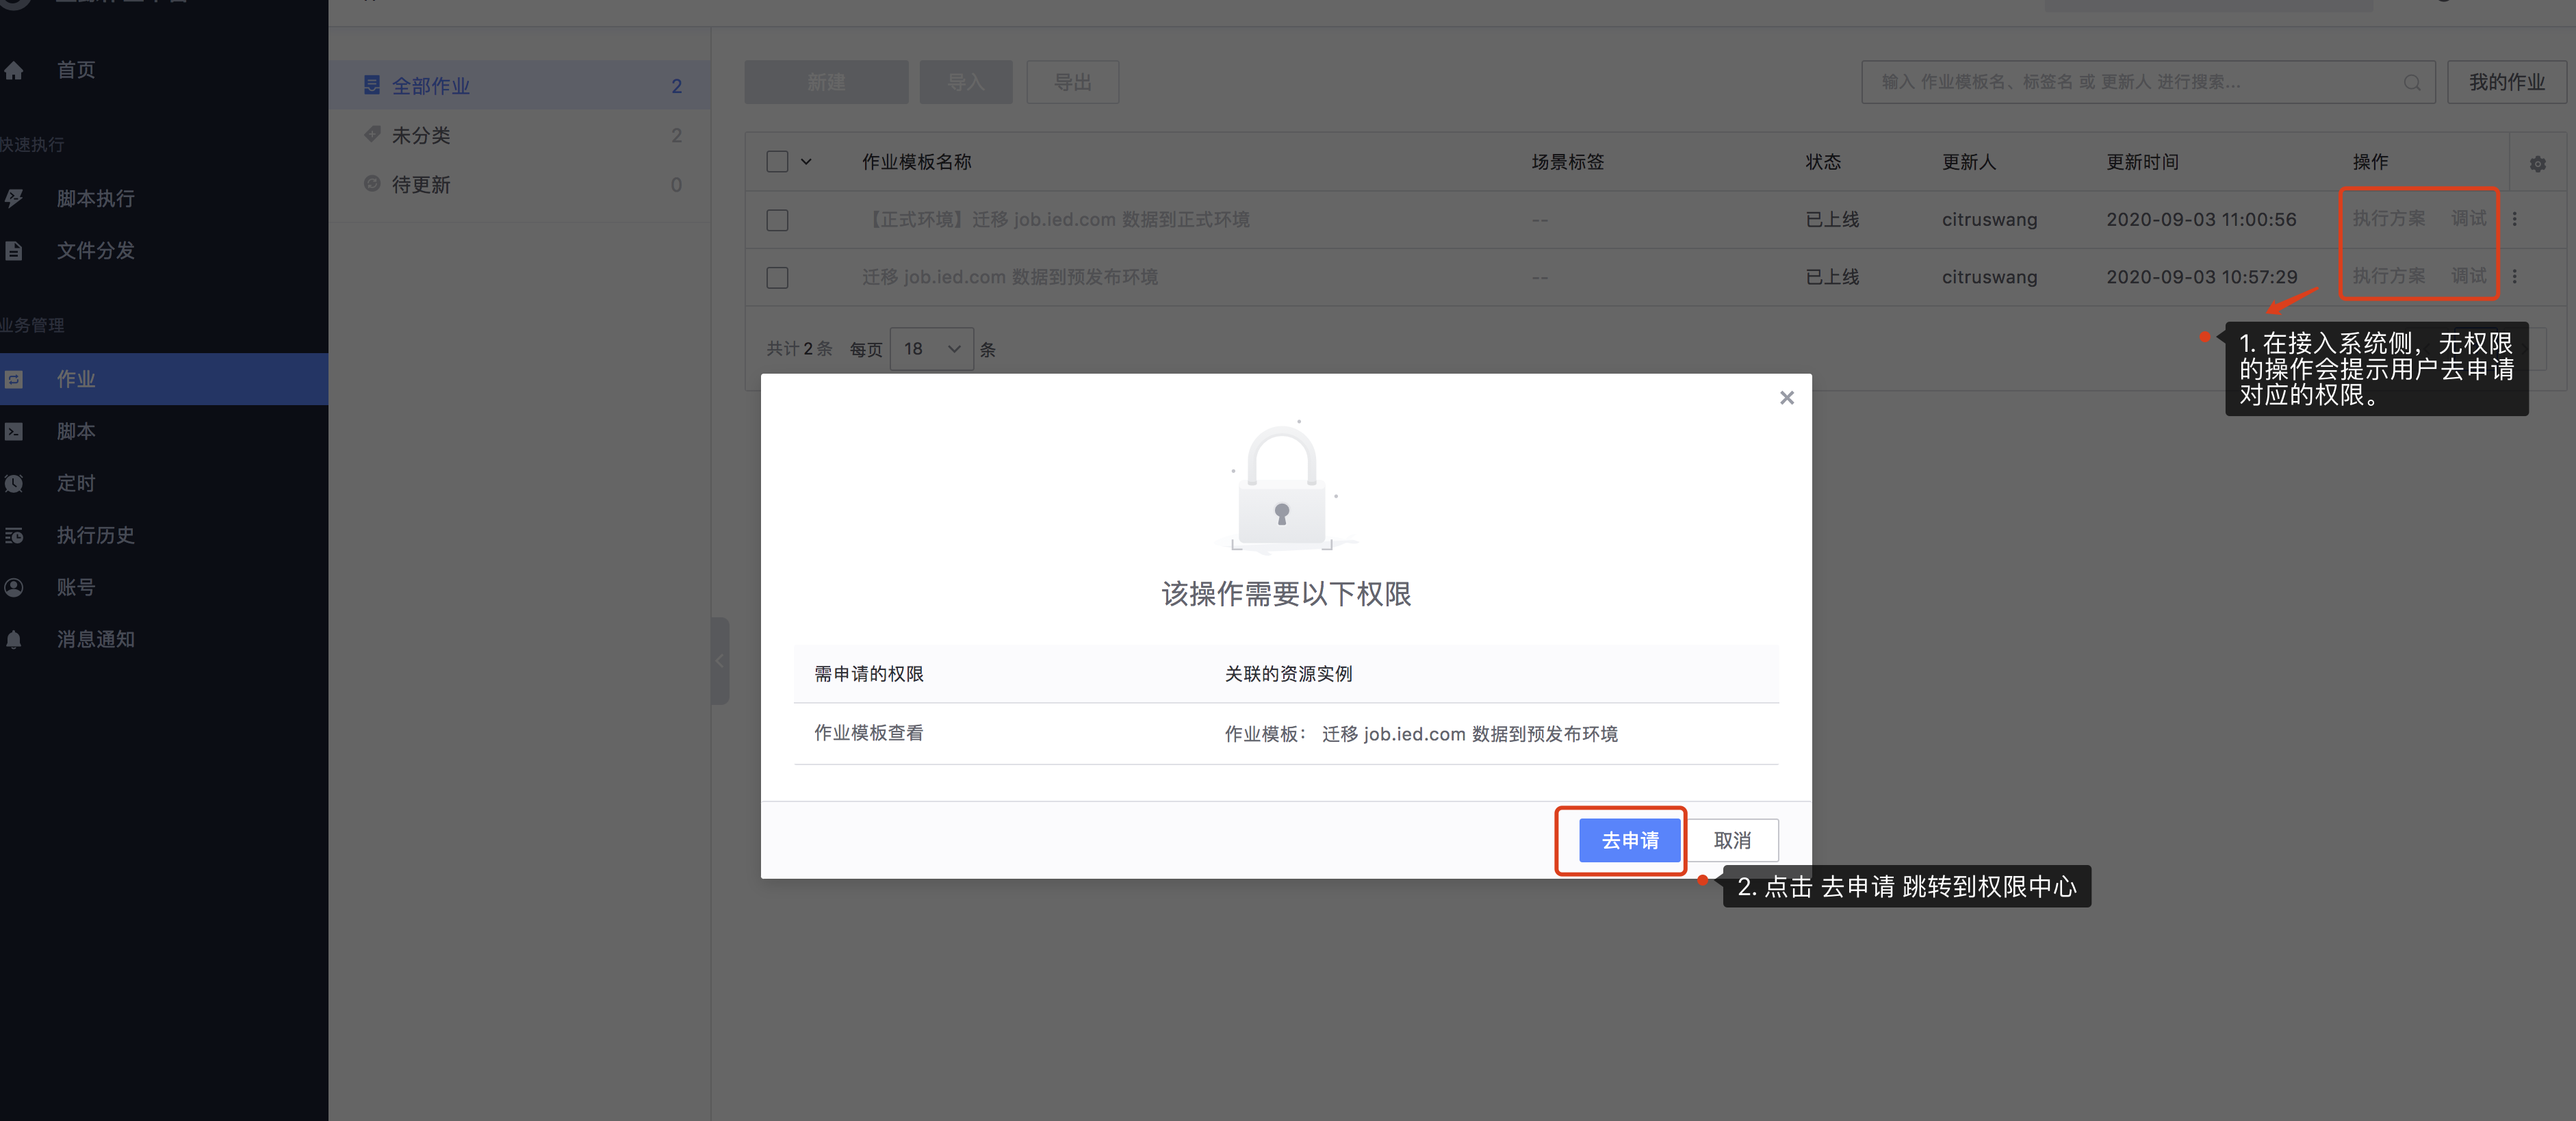 首页
快速执行
脚本执行
文件分发
业务管理
作业
脚本
定时
执行历史
账号
消息通知
全部作业 2
未分类 2
待更新 0
新建 导入 导出
输入 作业模板名、标签名 或 更新人 进行搜索...
我的作业
作业模板名称 场景标签 状态 更新人 更新时间 操作
【正式环境】迁移 job.ied.com 数据到正式环境 -- 已上线 citruswang 2020-09-03 11:00:56 执行方案 调试
迁移 job.ied.com 数据到预发布环境 -- 已上线 citruswang 2020-09-03 10:57:29 执行方案 调试
共计 2 条 每页 18 条
1. 在接入系统侧，无权限
的操作会提示用户去申请
对应的权限。
该操作需要以下权限
需申请的权限 关联的资源实例
作业模板查看 作业模板： 迁移 job.ied.com 数据到预发布环境
去申请 取消
2. 点击 去申请 跳转到权限中心